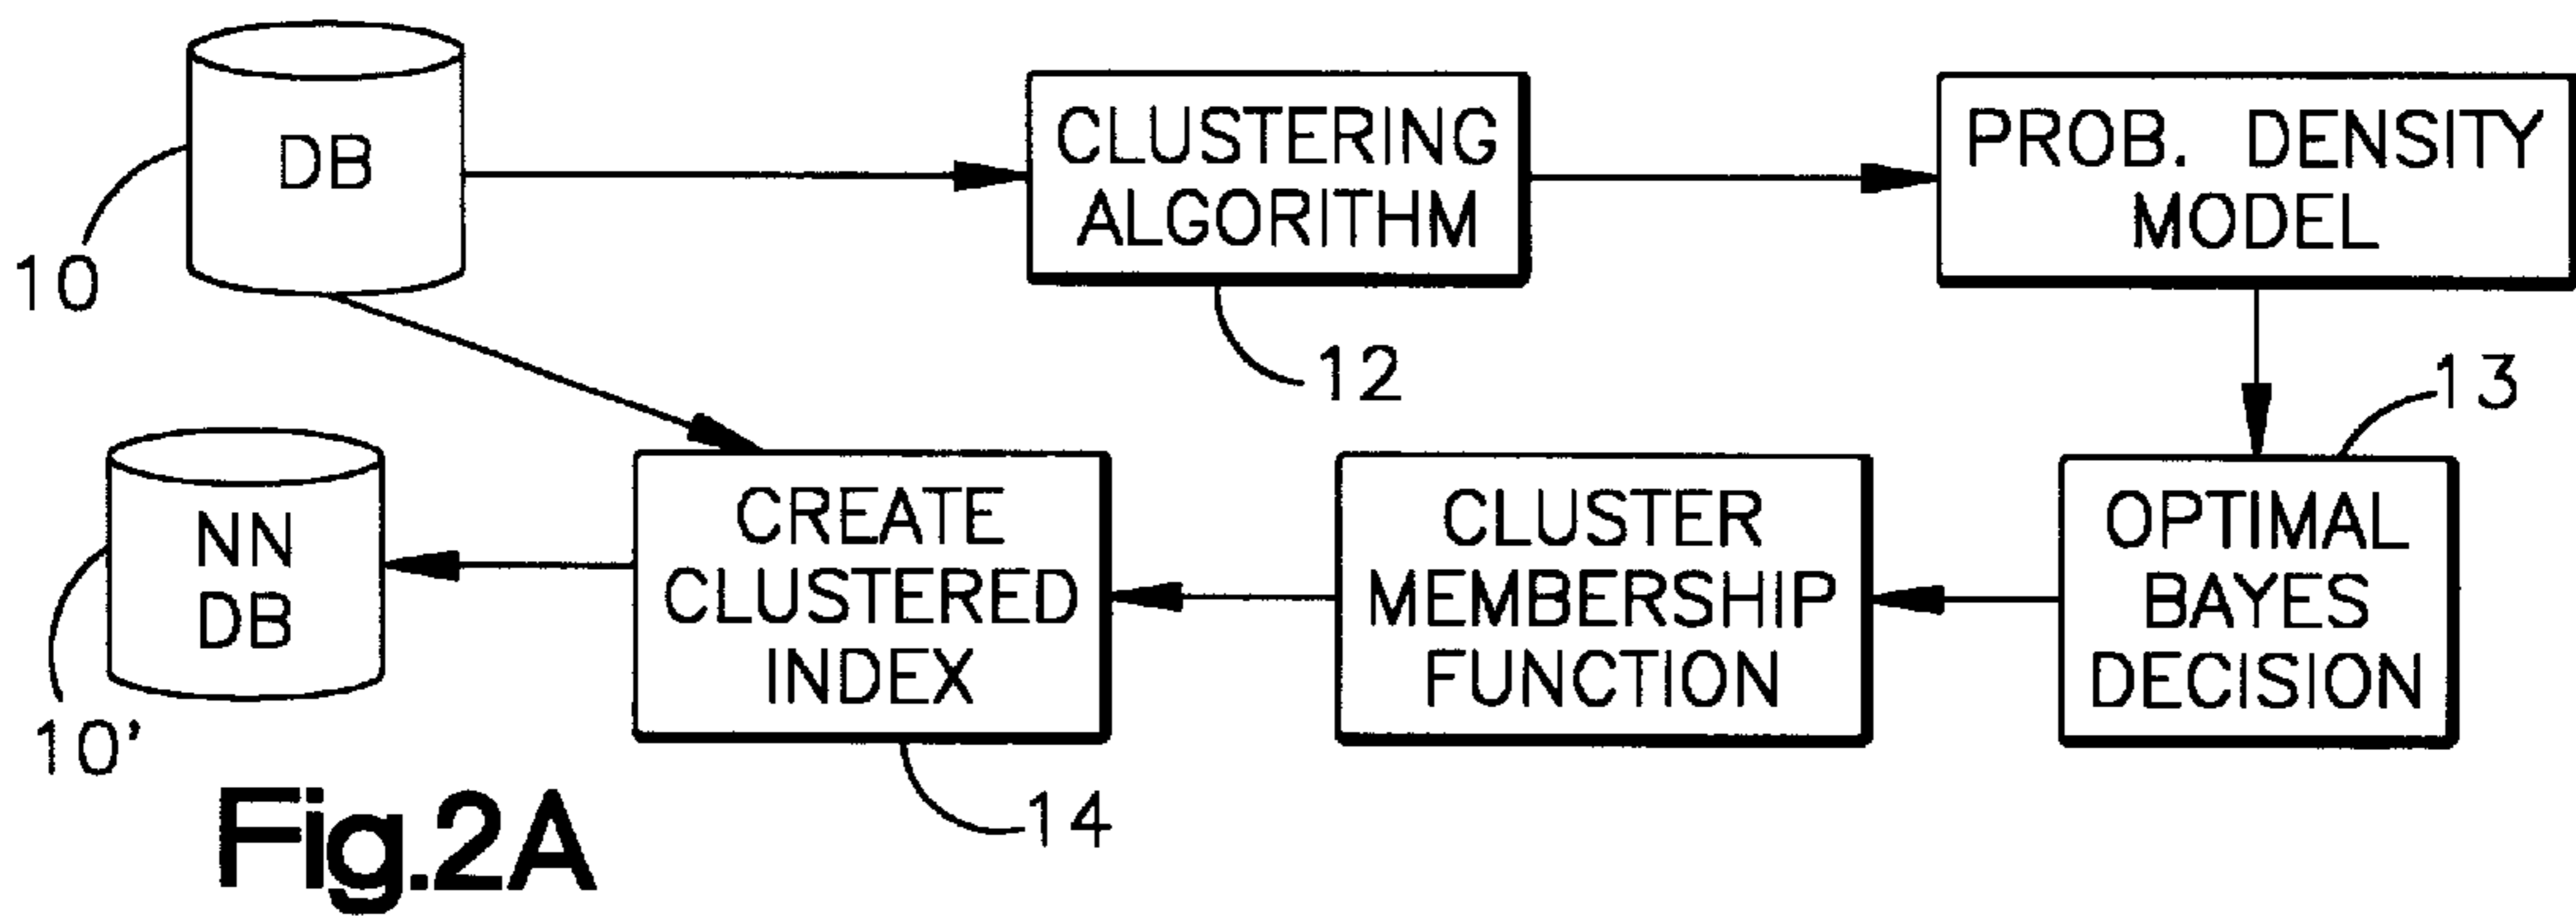 DB
10
CLUSTERING
ALGORITHM
12
PROB. DENSITY
MODEL
13
OPTIMAL
BAYES
DECISION
CLUSTER
MEMBERSHIP
FUNCTION
CREATE
CLUSTERED
INDEX
14
NN
DB
10'
Fig.2A